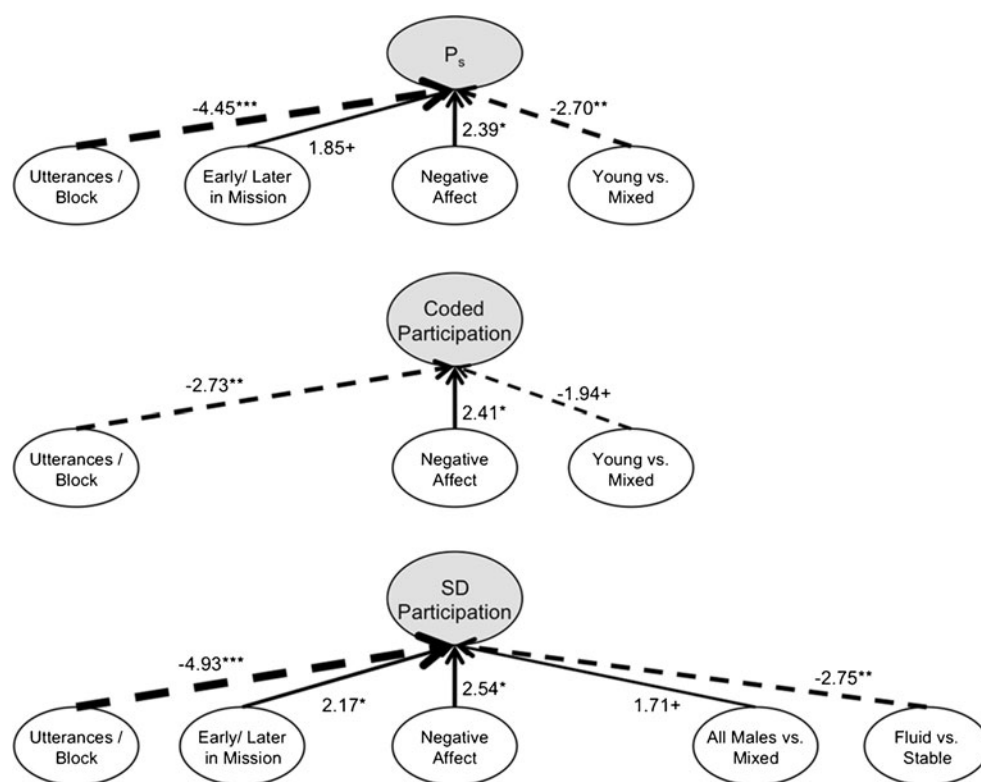 Ps
-4.45***
1.85+
2.39*
-2.70**
Utterances /
Block
Early/ Later
in Mission
Negative
Affect
Young vs.
Mixed
Coded
Participation
-2.73**
2.41*
-1.94+
Utterances /
Block
Negative
Affect
Young vs.
Mixed
SD
Participation
-4.93***
2.17*
2.54*
1.71+
-2.75**
Utterances /
Block
Early/ Later
in Mission
Negative
Affect
All Males vs.
Mixed
Fluid vs.
Stable